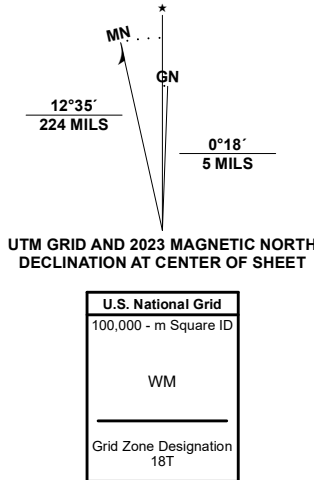 ★
MN
GN
12°35´
224 MILS
0°18´
5 MILS
UTM GRID AND 2023 MAGNETIC NORTH
DECLINATION AT CENTER OF SHEET
U.S. National Grid
100,000 - m Square ID
WM
Grid Zone Designation
18T